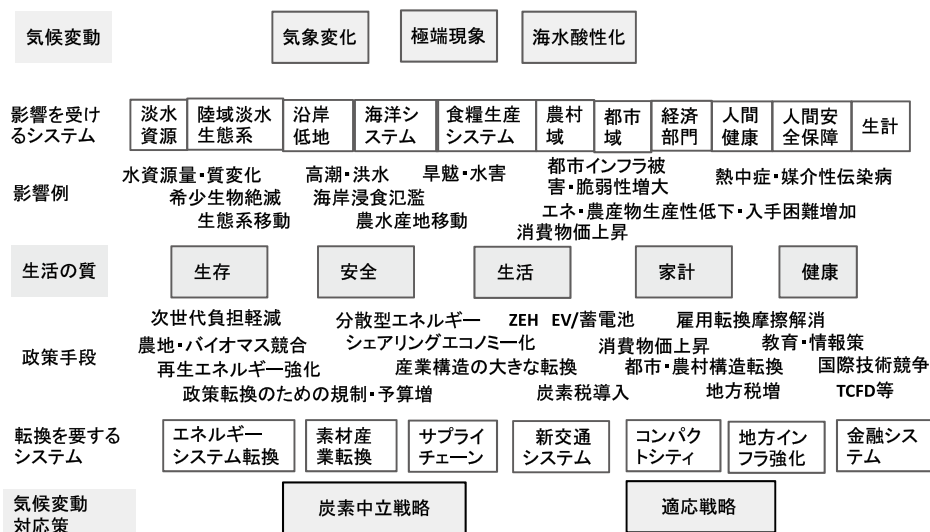 気候変動
気象変化
極端現象
海水酸性化
影響を受け
るシステム
淡水
資源
陸域淡水
生態系
沿岸
低地
海洋シ
ステム
食糧生産
システム
農村
域
都市
域
経済
部門
人間
健康
人間安
全保障
生計
影響例
水資源量・質変化
希少生物絶滅
生態系移動
高潮・洪水
海岸浸食氾濫
農水産地移動
旱魃・水害
都市インフラ被
害・脆弱性増大
エネ・農産物生産性低下・入手困難増加
消費物価上昇
熱中症・媒介性伝染病
生活の質
生存
安全
生活
家計
健康
政策手段
次世代負担軽減
分散型エネルギー
ZEH EV/蓄電池
雇用転換摩擦解消
農地・バイオマス競合
シェアリングエコノミー化
消費物価上昇
教育・情報策
再生エネルギー強化
産業構造の大きな転換
都市・農村構造転換
国際技術競争
政策転換のための規制・予算増
炭素税導入
地方税増
TCFD等
転換を要する
システム
エネルギー
システム転換
素材産
業転換
サプライ
チェーン
新交通
システム
コンパク
トシティ
地方イン
フラ強化
金融シス
テム
気候変動
対応策
炭素中立戦略
適応戦略